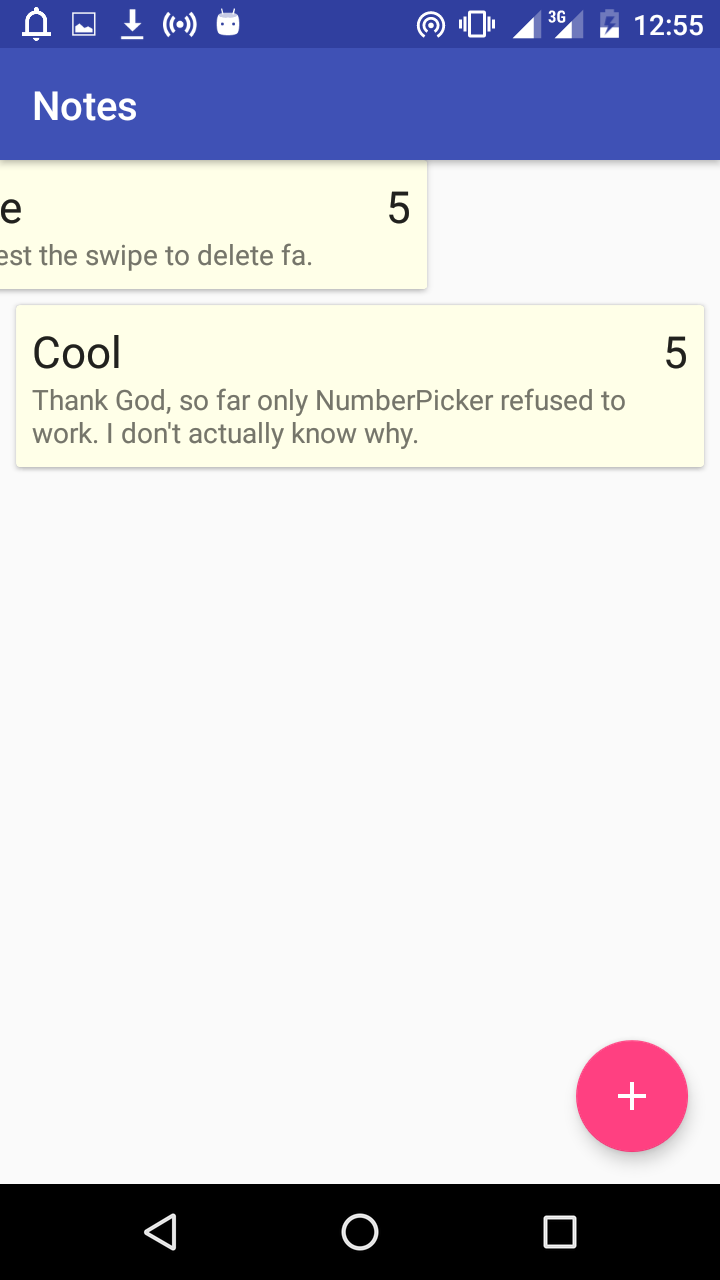 3G 12:55
Notes
e 5
est the swipe to delete fa.
Cool 5
Thank God, so far only NumberPicker refused to
work. I don't actually know why.